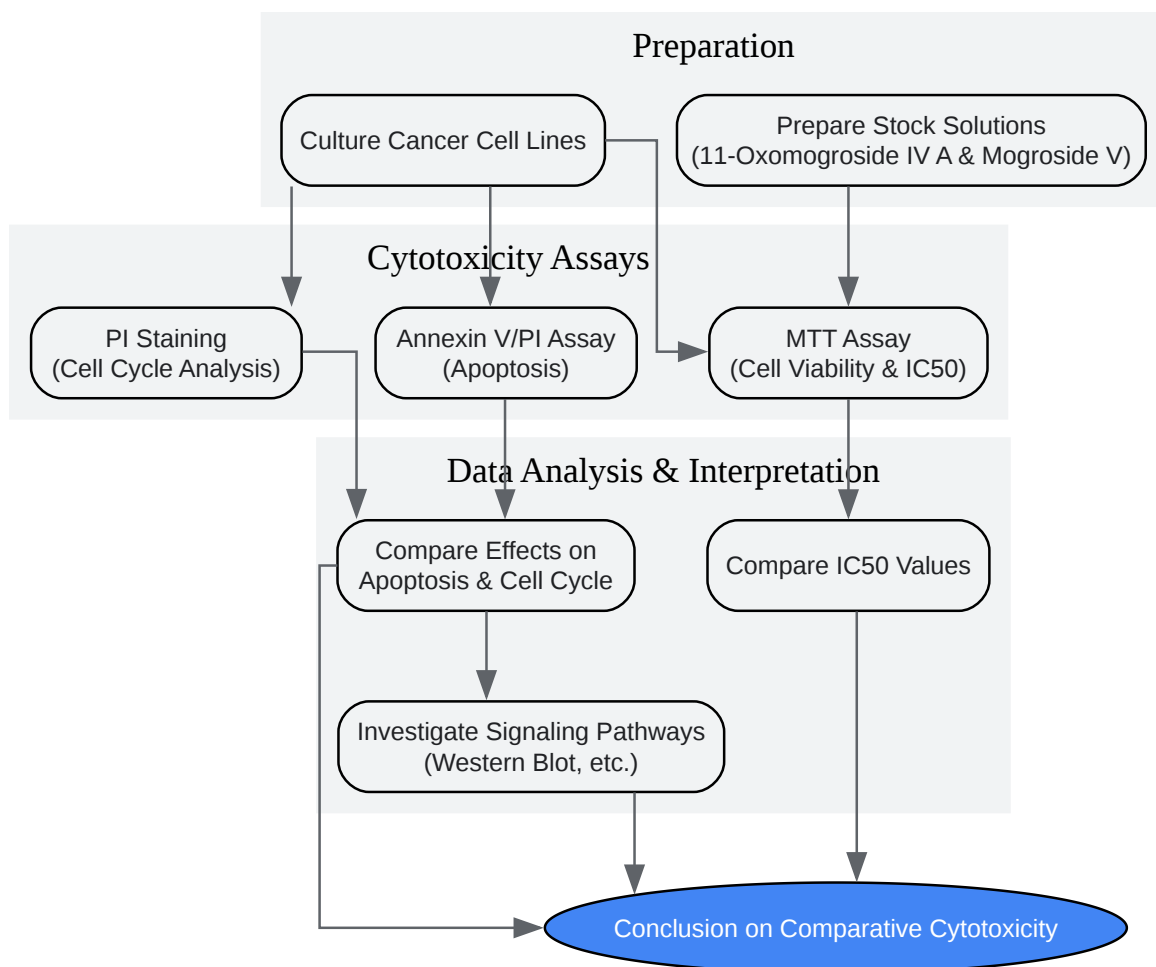 Preparation
Culture Cancer Cell Lines
Prepare Stock Solutions
(11-Oxomogroside IV A & Mogroside V)
Cytotoxicity Assays
PI Staining
(Cell Cycle Analysis)
Annexin V/PI Assay
(Apoptosis)
MTT Assay
(Cell Viability & IC50)
Data Analysis & Interpretation
Compare Effects on
Apoptosis & Cell Cycle
Compare IC50 Values
Investigate Signaling Pathways
(Western Blot, etc.)
Conclusion on Comparative Cytotoxicity